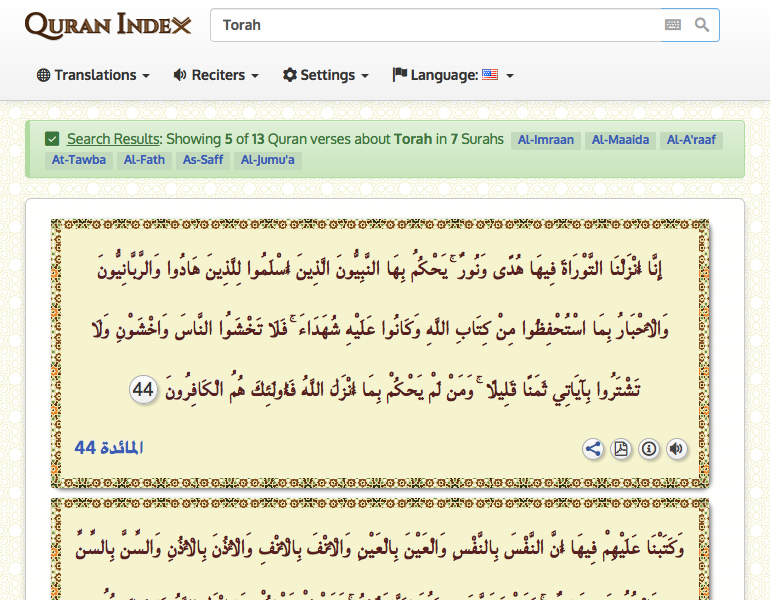 QURAN INDEX
Torah
Translations
Reciters
Settings
Language:
Search Results: Showing 5 of 13 Quran verses about Torah in 7 Surahs Al-Imraan Al-Maaida Al-A'raaf
At-Tawba Al-Fath As-Saff Al-Jumu'a
إِنَّا أَنْزَلْنَا التَّوْرَاةَ فِيهَا هُدًى وَنُورٌ ۚ يَحْكُمُ بِهَا النَّبِيُّونَ الَّذِينَ أَسْلَمُوا لِلَّذِينَ هَادُوا وَالرَّبَّانِيُّونَ
وَالْأَحْبَارُ بِمَا اسْتُحْفِظُوا مِنْ كِتَابِ اللَّهِ وَكَانُوا عَلَيْهِ شُهَدَاءَ ۚ فَلَا تَخْشَوُا النَّاسَ وَاخْشَوْنِ وَلَا
تَشْتَرُوا بِآيَاتِي ثَمَنًا قَلِيلًا ۚ وَمَنْ لَمْ يَحْكُمْ بِمَا أَنْزَلَ اللَّهُ فَأُولَٰئِكَ هُمُ الْكَافِرُونَ 44
المائدة 44
وَكَتَبْنَا عَلَيْهِمْ فِيهَا أَنَّ النَّفْسَ بِالنَّفْسِ وَالْعَيْنَ بِالْعَيْنِ وَالْأَنْفَ بِالْأَنْفِ وَالْأُذُنَ بِالْأُذُنِ وَالسِّنَّ بِالسِّنِّ